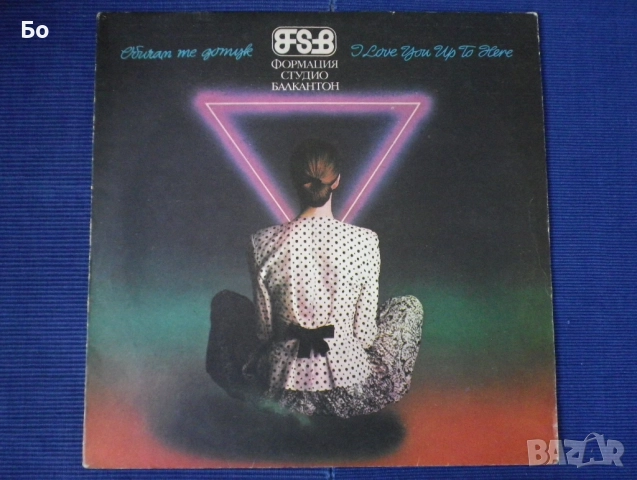 Бо
Обичам те дотук
FSB
I Love You Up To Here
ФОРМАЦИЯ
СТУДИО
БАЛКАНТОН
BAZAR